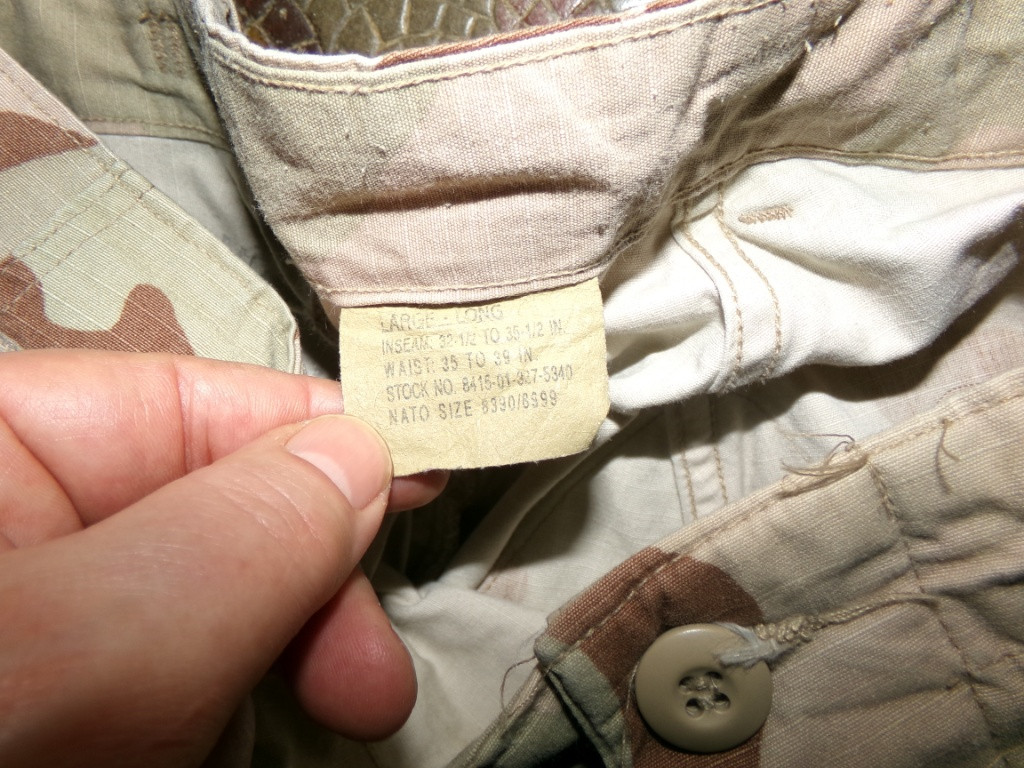 LARGE - LONG
INSEAM: 32-1/2 TO 35-1/2 IN.
WAIST: 35 TO 39 IN.
STOCK NO. 8415-01-327-5340
NATO SIZE 8390/8999